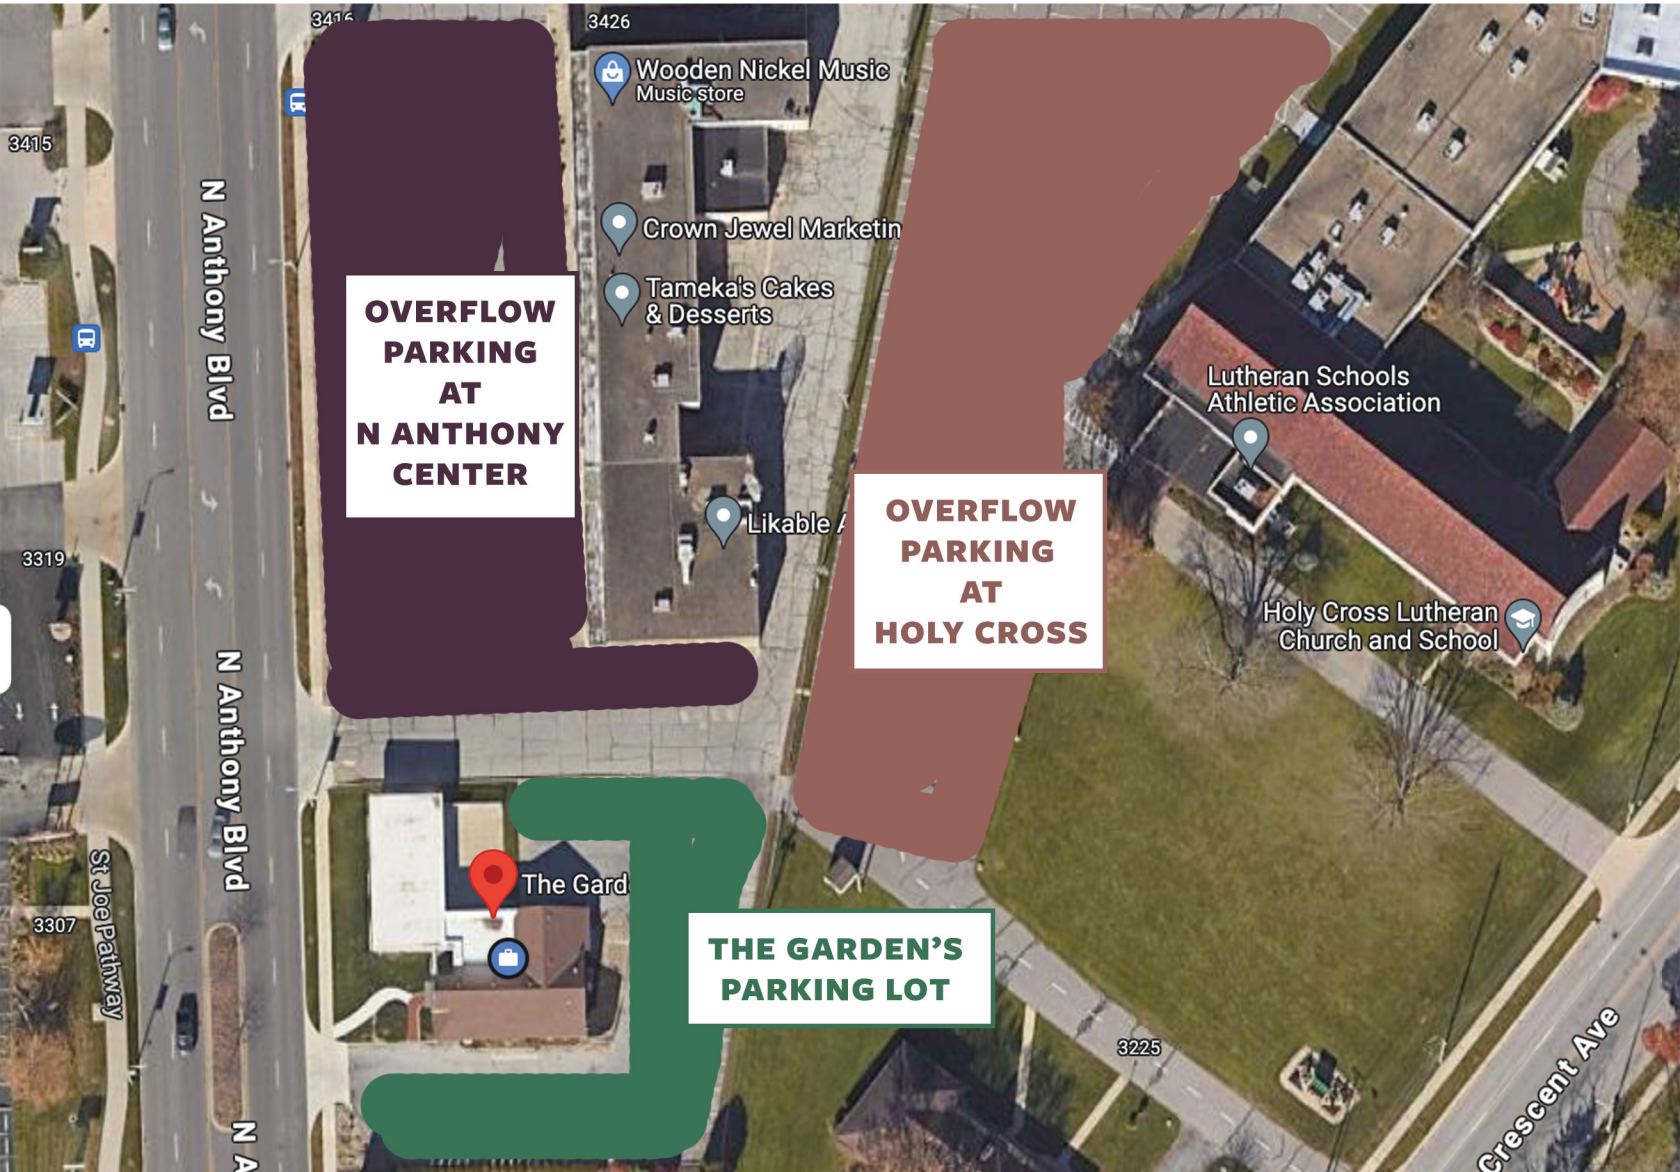 3416
3426
Wooden Nickel Music
Music store
3415
N Anthony Blvd
Crown Jewel Marketin
Tameka's Cakes
& Desserts
OVERFLOW
PARKING
AT
N ANTHONY
CENTER
Lutheran Schools
Athletic Association
Likable A
OVERFLOW
PARKING
AT
HOLY CROSS
3319
Holy Cross Lutheran
Church and School
N Anthony Blvd
The Gard
St Joe Pathway
3307
THE GARDEN’S
PARKING LOT
3225
Crescent Ave
N A